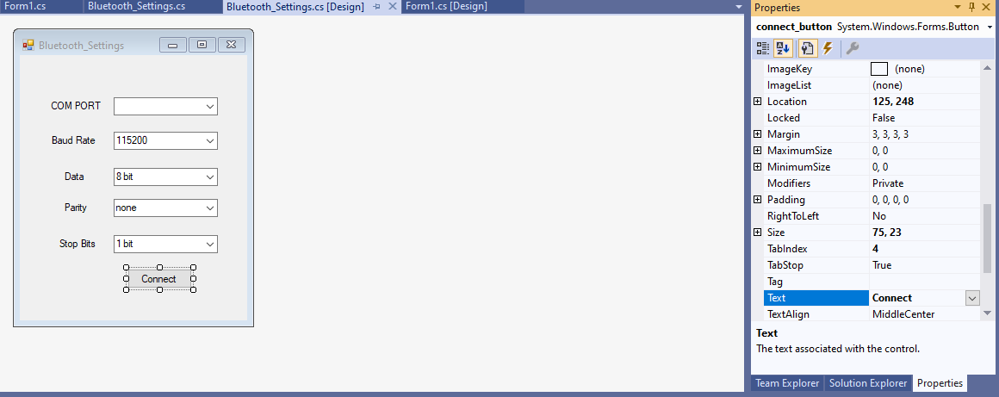 Form1.cs Bluetooth_Settings.cs Bluetooth_Settings.cs [Design] Form1.cs [Design]
Bluetooth_Settings
COM PORT
Baud Rate 115200
Data 8 bit
Parity none
Stop Bits 1 bit
Connect
Properties
connect_button System.Windows.Forms.Button
ImageKey (none)
ImageList (none)
Location 125, 248
Locked False
Margin 3, 3, 3, 3
MaximumSize 0, 0
MinimumSize 0, 0
Modifiers Private
Padding 0, 0, 0, 0
RightToLeft No
Size 75, 23
TabIndex 4
TabStop True
Tag
Text Connect
TextAlign MiddleCenter
Text
The text associated with the control.
Team Explorer Solution Explorer Properties